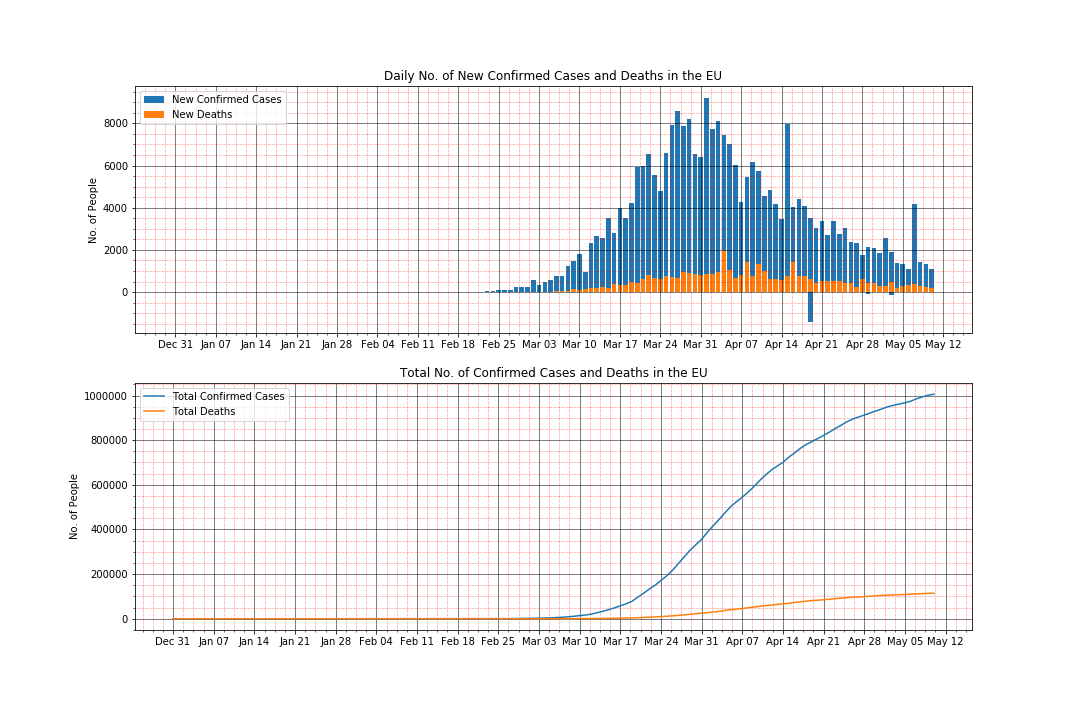 Daily No. of New Confirmed Cases and Deaths in the EU
New Confirmed Cases
New Deaths
No. of People
8000
6000
4000
2000
0
Dec 31 Jan 07 Jan 14 Jan 21 Jan 28 Feb 04 Feb 11 Feb 18 Feb 25 Mar 03 Mar 10 Mar 17 Mar 24 Mar 31 Apr 07 Apr 14 Apr 21 Apr 28 May 05 May 12
Total No. of Confirmed Cases and Deaths in the EU
Total Confirmed Cases
Total Deaths
No. of People
1000000
800000
600000
400000
200000
0
Dec 31 Jan 07 Jan 14 Jan 21 Jan 28 Feb 04 Feb 11 Feb 18 Feb 25 Mar 03 Mar 10 Mar 17 Mar 24 Mar 31 Apr 07 Apr 14 Apr 21 Apr 28 May 05 May 12